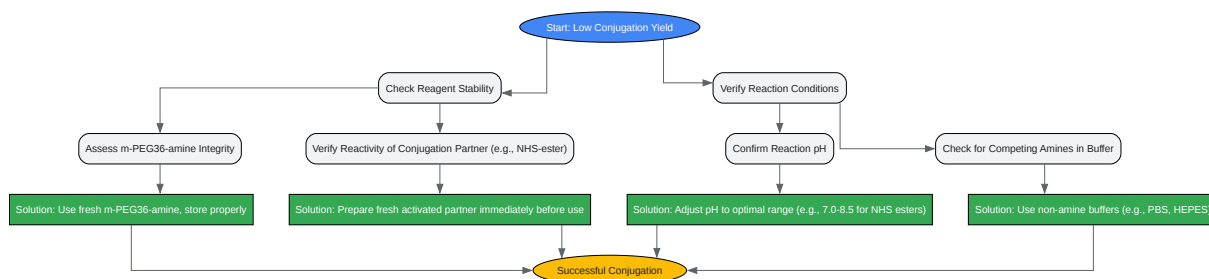 Start: Low Conjugation Yield
Check Reagent Stability
Verify Reaction Conditions
Assess m-PEG36-amine Integrity
Verify Reactivity of Conjugation Partner (e.g., NHS-ester)
Confirm Reaction pH
Check for Competing Amines in Buffer
Solution: Use fresh m-PEG36-amine, store properly
Solution: Prepare fresh activated partner immediately before use
Solution: Adjust pH to optimal range (e.g., 7.0-8.5 for NHS esters)
Solution: Use non-amine buffers (e.g., PBS, HEPES)
Successful Conjugation